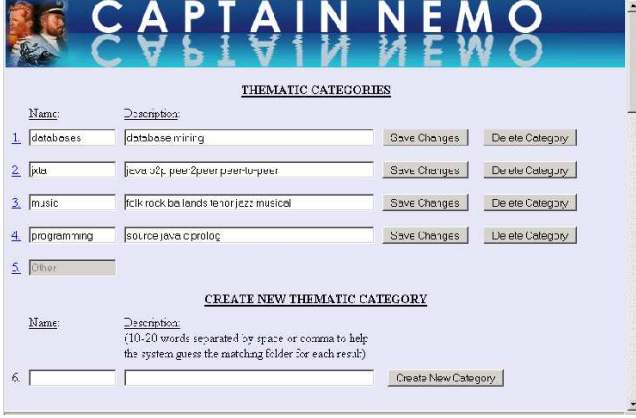 CAPTAIN NEMO
THEMATIC CATEGORIES
Name: Description:
1. databases database mining Save Changes Delete Category
2. jxta java p2p peer2peer peer-to-peer Save Changes Delete Category
3. music folk rock ballands tenor jazz musical Save Changes Delete Category
4. programming source java c prolog Save Changes Delete Category
5. Other
CREATE NEW THEMATIC CATEGORY
Name: Description:
(10-20 words separated by space or comma to help
the system guess the matching folder for each result)
6. Create New Category